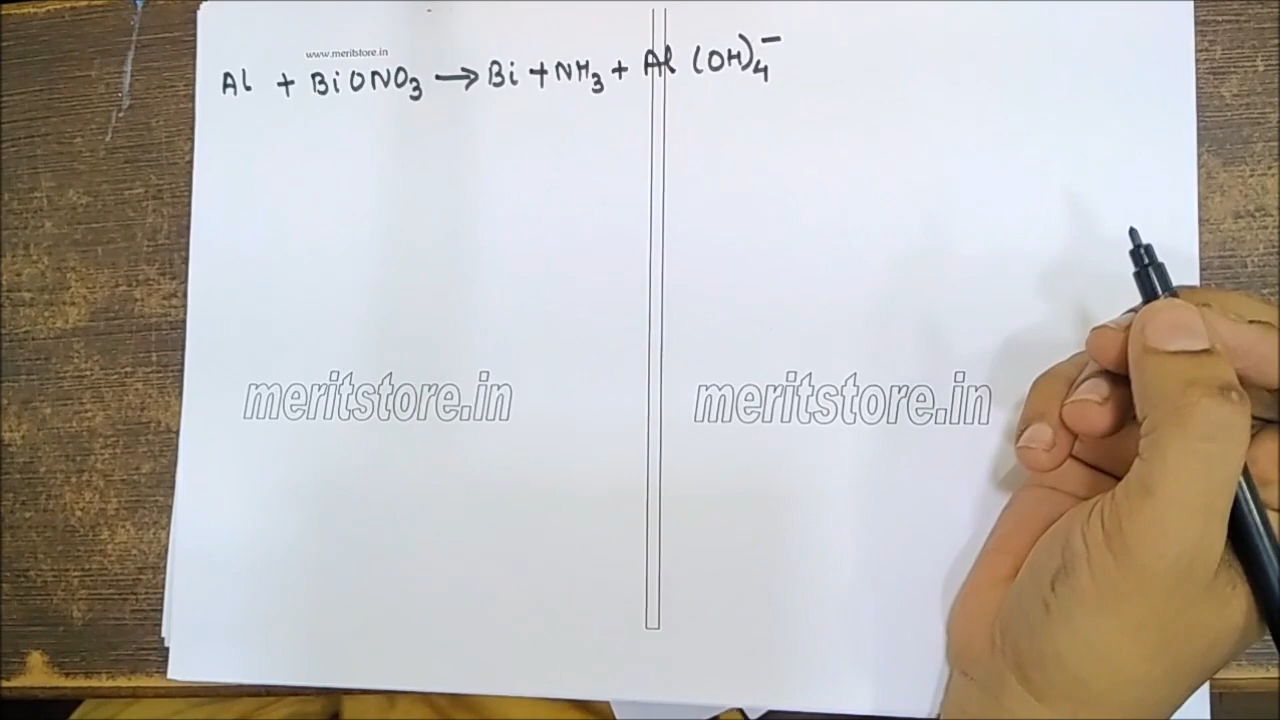 www.meritstore.in
Al + BiONO3 → Bi + NH3 + Al (OH)4⁻
meritstore.in meritstore.in